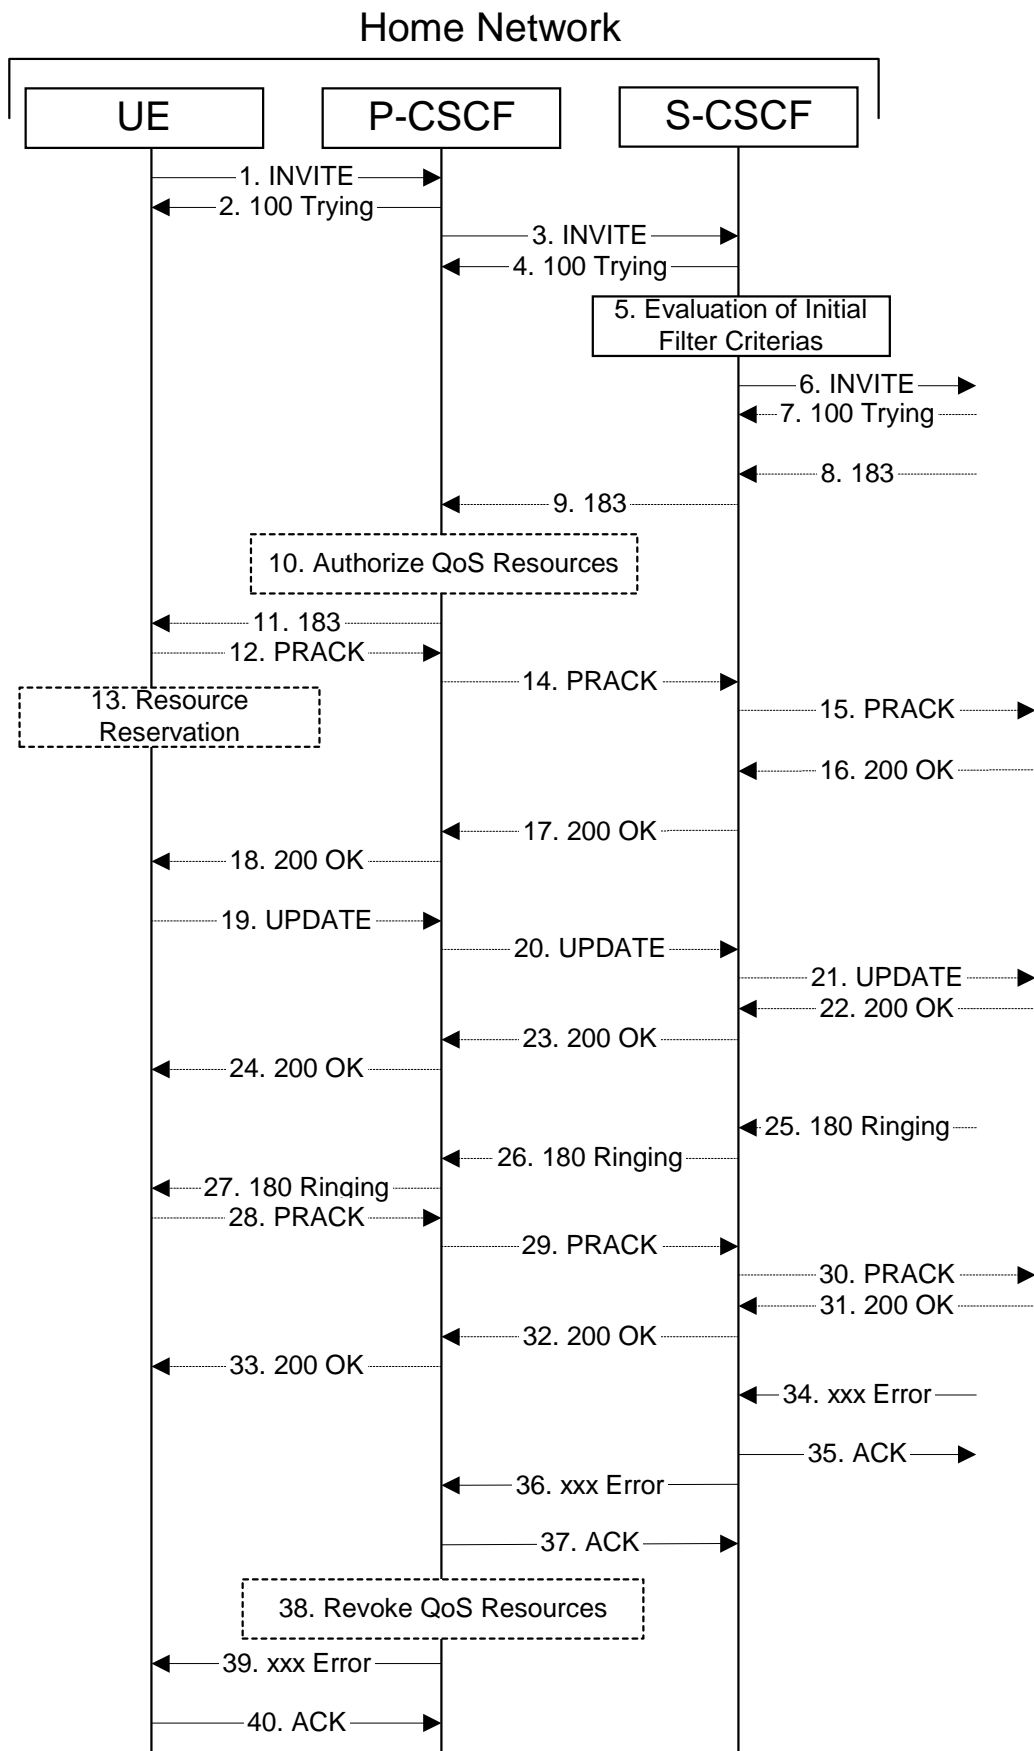 Home Network
UE
P-CSCF
S-CSCF
1. INVITE
2. 100 Trying
3. INVITE
4. 100 Trying
5. Evaluation of Initial
Filter Criterias
6. INVITE
7. 100 Trying
8. 183
9. 183
10. Authorize QoS Resources
11. 183
12. PRACK
14. PRACK
13. Resource
Reservation
15. PRACK
16. 200 OK
17. 200 OK
18. 200 OK
19. UPDATE
20. UPDATE
21. UPDATE
22. 200 OK
23. 200 OK
24. 200 OK
25. 180 Ringing
26. 180 Ringing
27. 180 Ringing
28. PRACK
29. PRACK
30. PRACK
31. 200 OK
32. 200 OK
33. 200 OK
34. xxx Error
35. ACK
36. xxx Error
37. ACK
38. Revoke QoS Resources
39. xxx Error
40. ACK